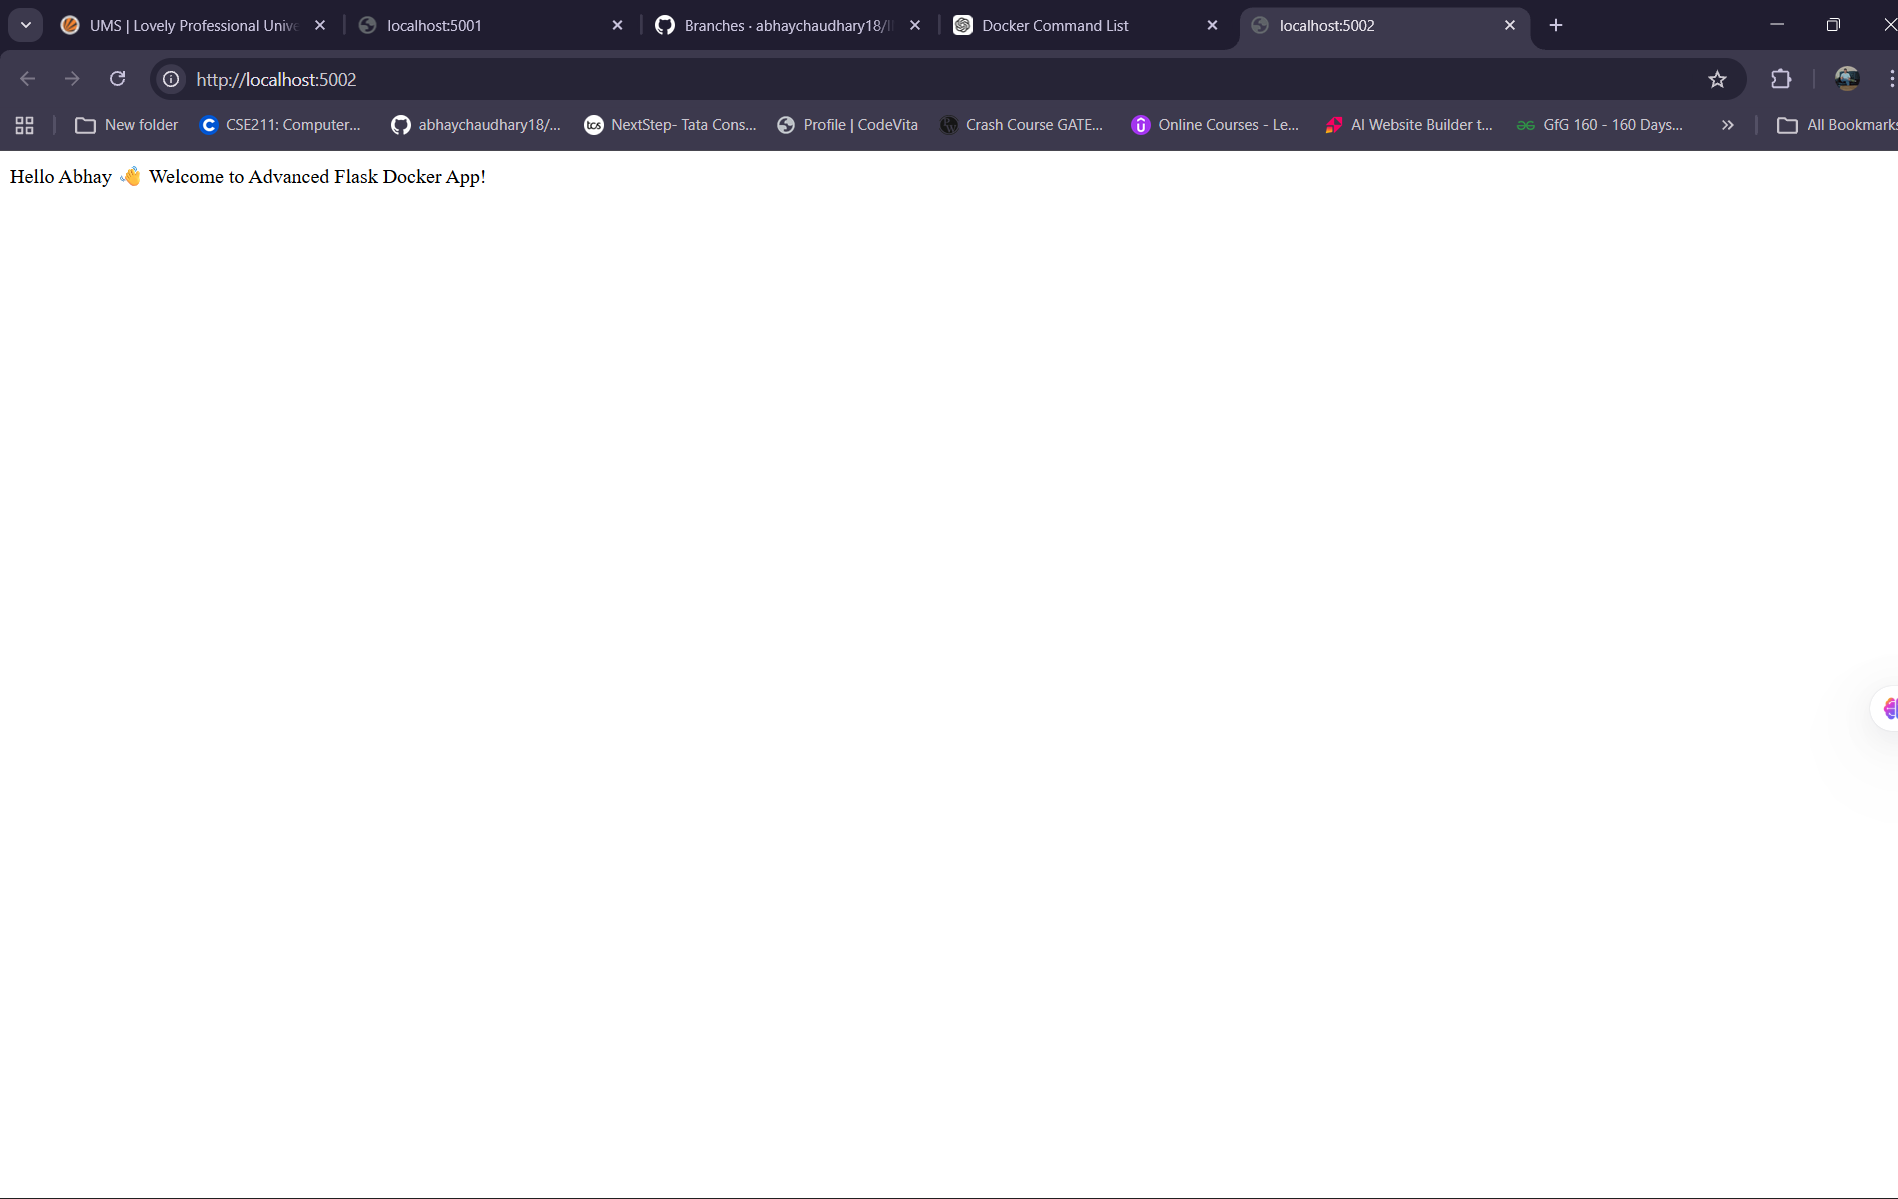 UMS | Lovely Professional Unive
localhost:5001
Branches · abhaychaudhary18/
Docker Command List
localhost:5002
http://localhost:5002
New folder
CSE211: Computer...
abhaychaudhary18/...
tcs
NextStep- Tata Cons...
Profile | CodeVita
Crash Course GATE...
Online Courses - Le...
AI Website Builder t...
GfG 160 - 160 Days...
All Bookmarks
Hello Abhay 👋 Welcome to Advanced Flask Docker App!